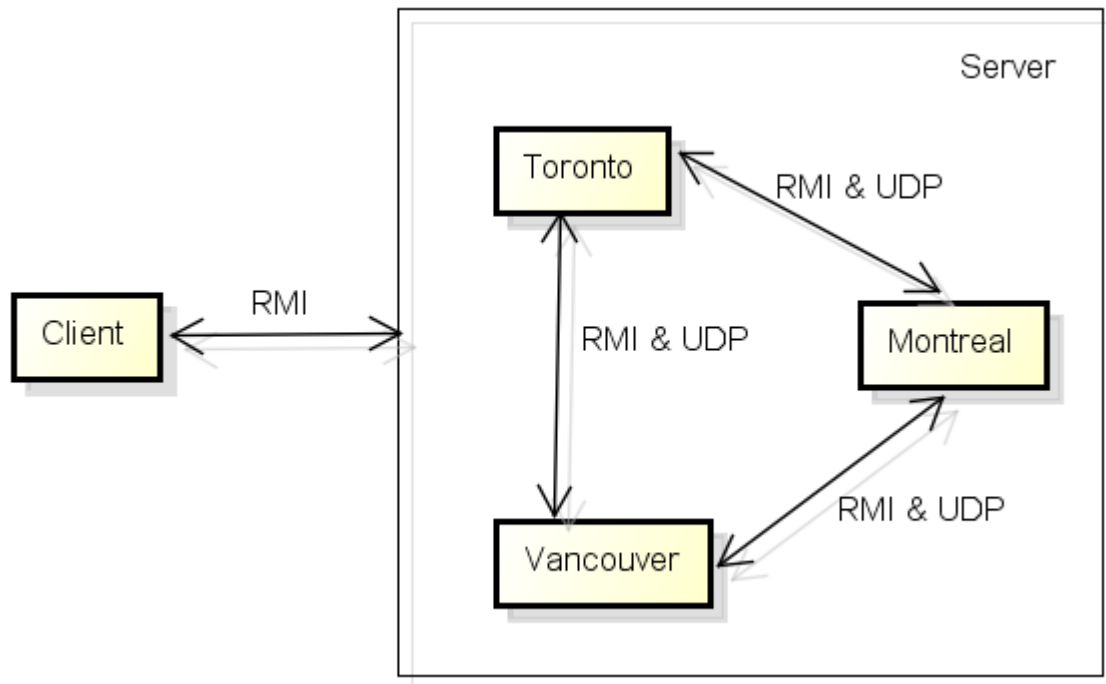 Server
Toronto
RMI & UDP
Client
RMI
RMI & UDP
Montreal
RMI & UDP
Vancouver